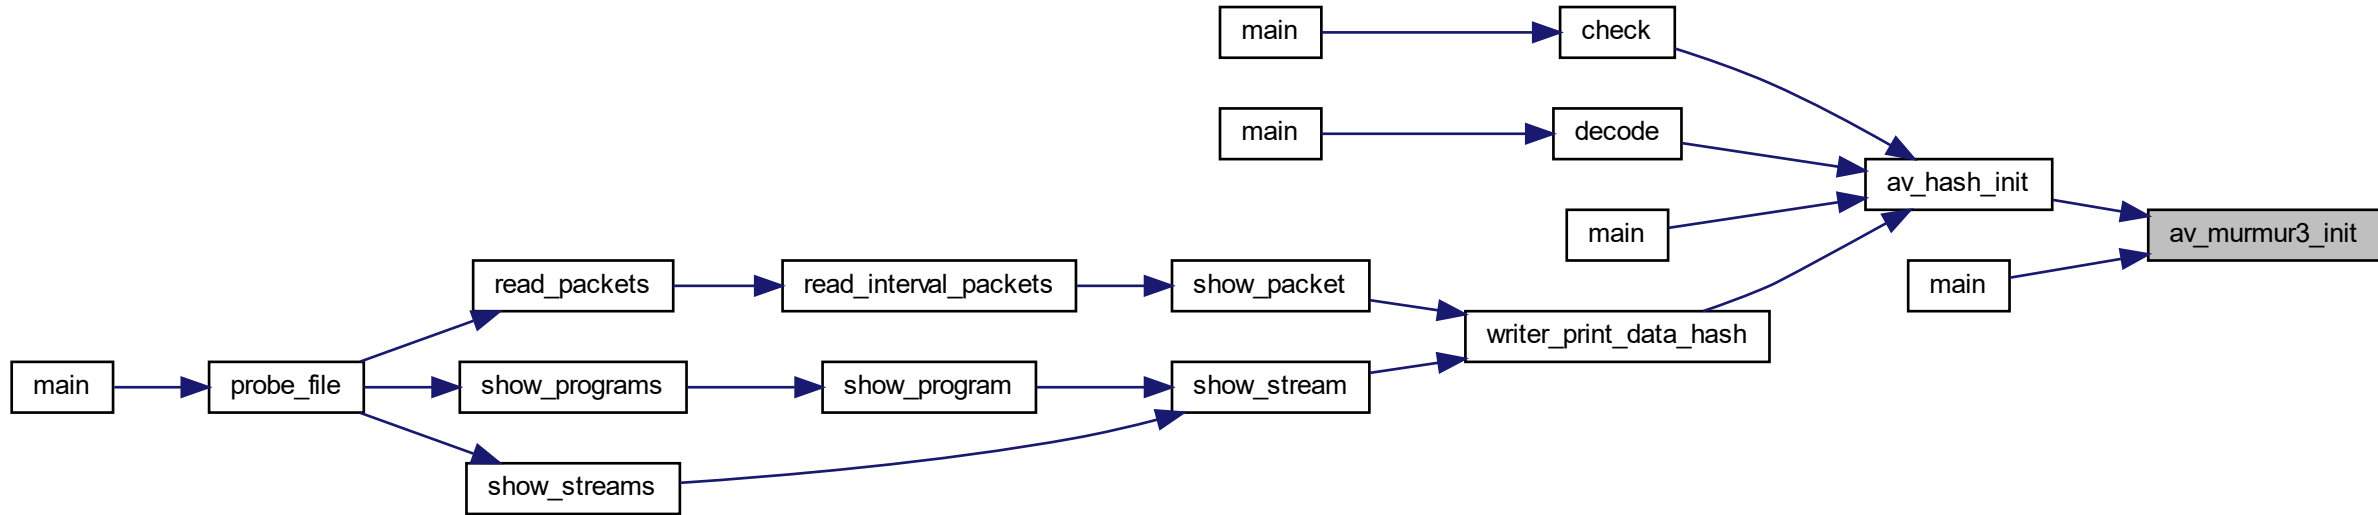 main
check
main
decode
av_hash_init
main
av_murmur3_init
main
read_packets
read_interval_packets
show_packet
writer_print_data_hash
main
probe_file
show_programs
show_program
show_stream
show_streams